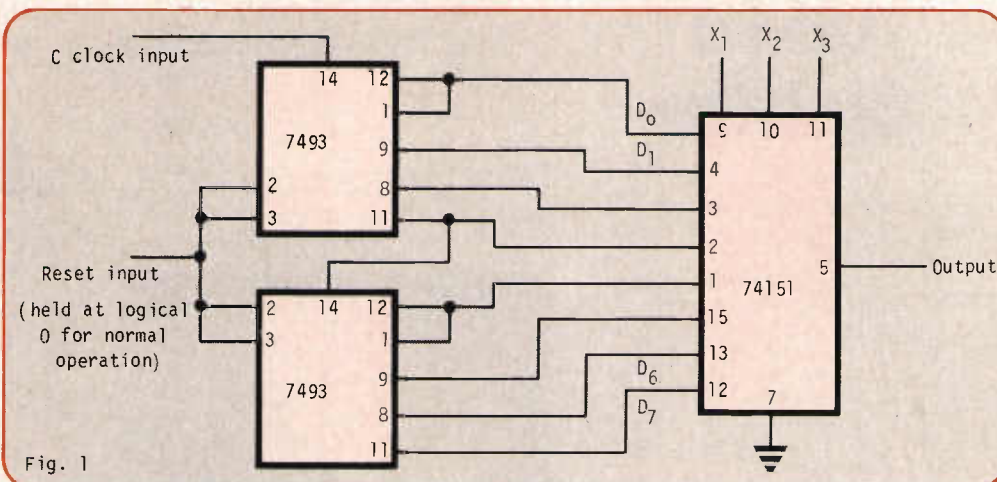 C clock input
14
12
1
7493
9
8
11
2
3
Reset input
(held at logical
0 for normal
operation)
14
2
3
12
1
7493
9
8
11
D0
D1
D6
D7
X1 X2 X3
9 10 11
4
3
2
1
15
13
12
74151
5
7
Output
Fig. 1